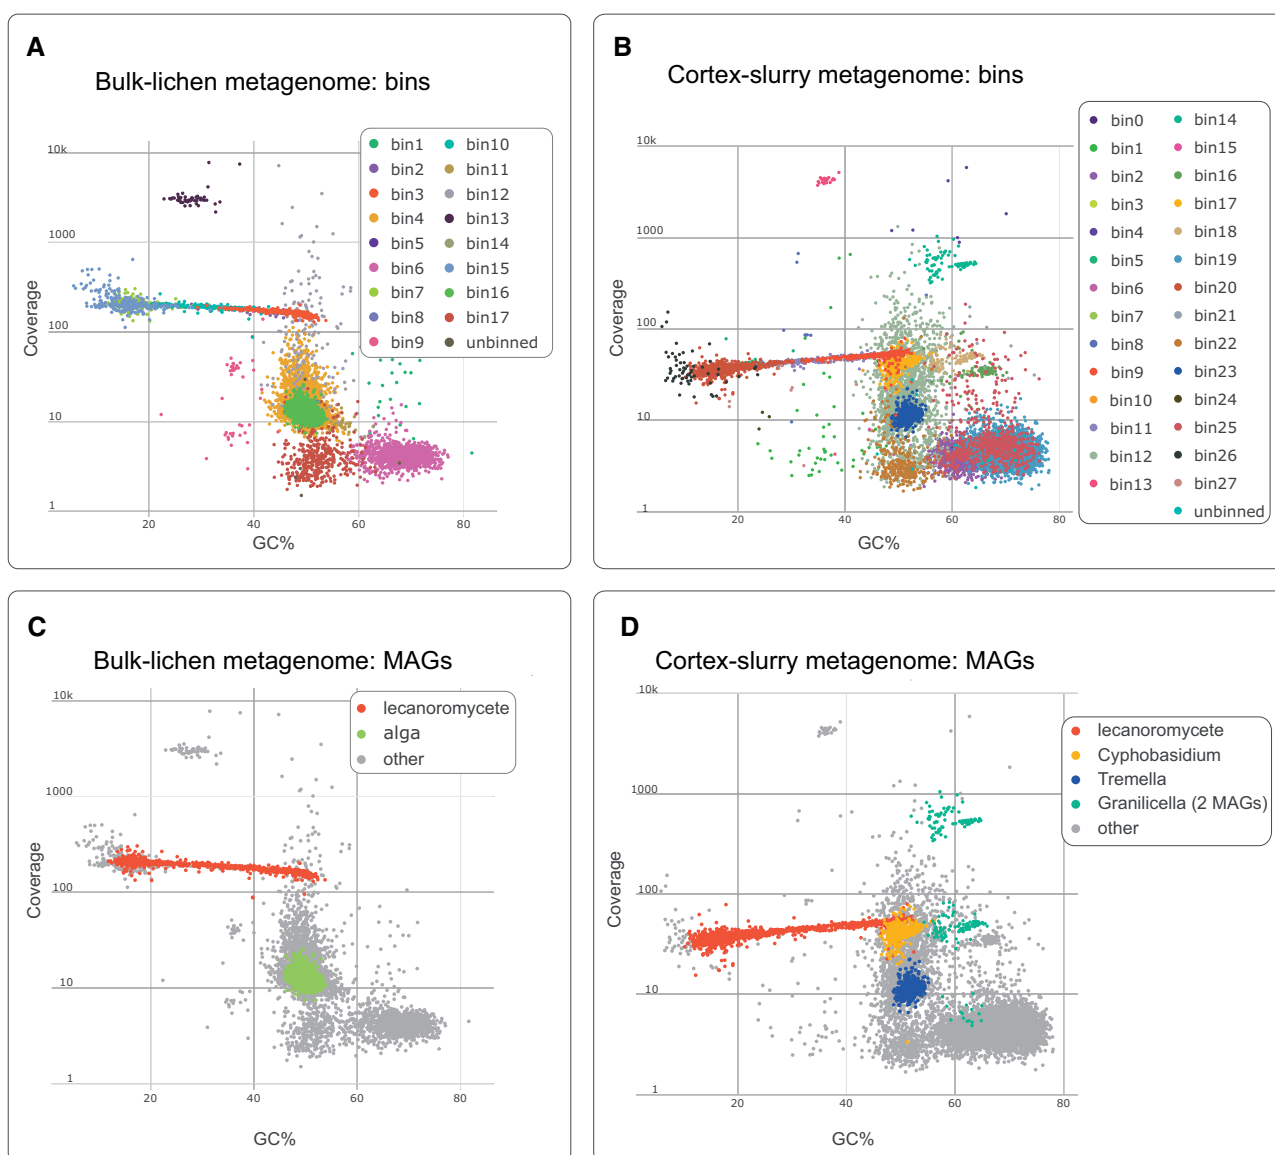 A
Bulk-lichen metagenome: bins
Coverage
10k
1000
100
10
1
20
40
60
80
GC%
bin1
bin2
bin3
bin4
bin5
bin6
bin7
bin8
bin9
bin10
bin11
bin12
bin13
bin14
bin15
bin16
bin17
unbinned
B
Cortex-slurry metagenome: bins
Coverage
10k
1000
100
10
1
20
40
60
80
GC%
bin0
bin1
bin2
bin3
bin4
bin5
bin6
bin7
bin8
bin9
bin10
bin11
bin12
bin13
bin14
bin15
bin16
bin17
bin18
bin19
bin20
bin21
bin22
bin23
bin24
bin25
bin26
bin27
unbinned
C
Bulk-lichen metagenome: MAGs
Coverage
10k
1000
100
10
1
20
40
60
80
GC%
lecanoromycete
alga
other
D
Cortex-slurry metagenome: MAGs
Coverage
10k
1000
100
10
1
20
40
60
80
GC%
lecanoromycete
Cyphobasidium
Tremella
Granilicella (2 MAGs)
other